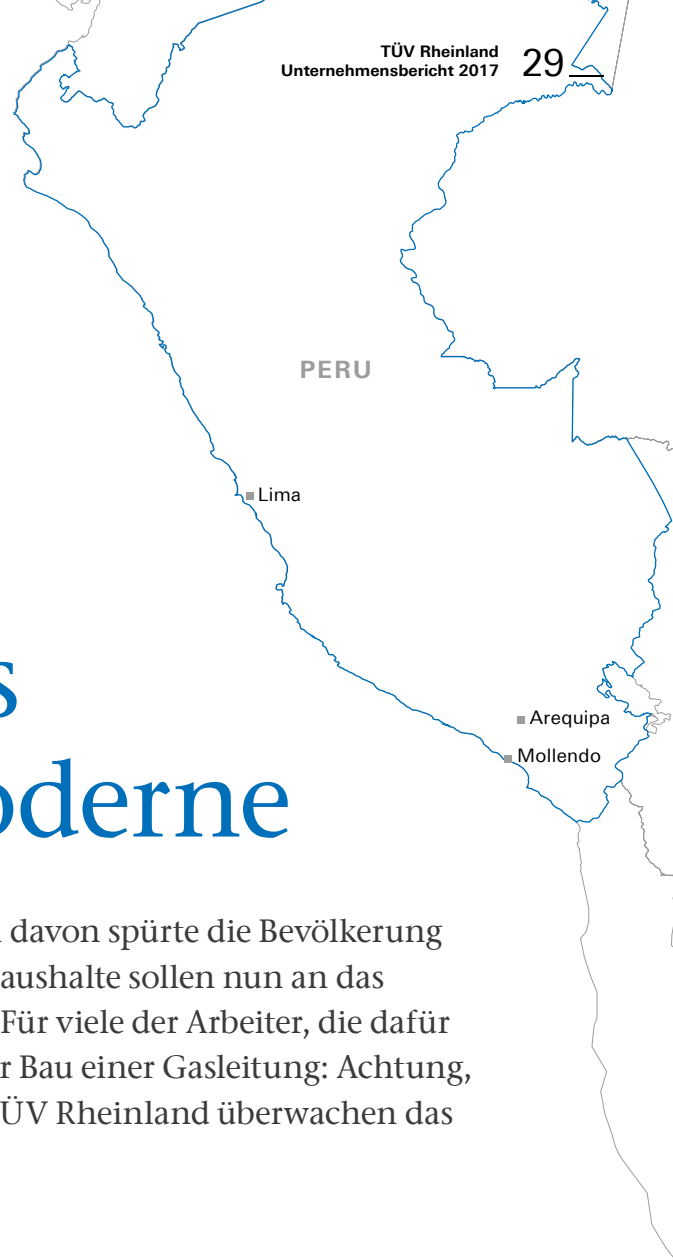 TÜV Rheinland
Unternehmensbericht 2017 29
PERU
Lima
Arequipa
Mollendo
s
oderne
davon spürte die Bevölkerung
aushalte sollen nun an das
Für viele der Arbeiter, die dafür
r Bau einer Gasleitung: Achtung,
ÜV Rheinland überwachen das